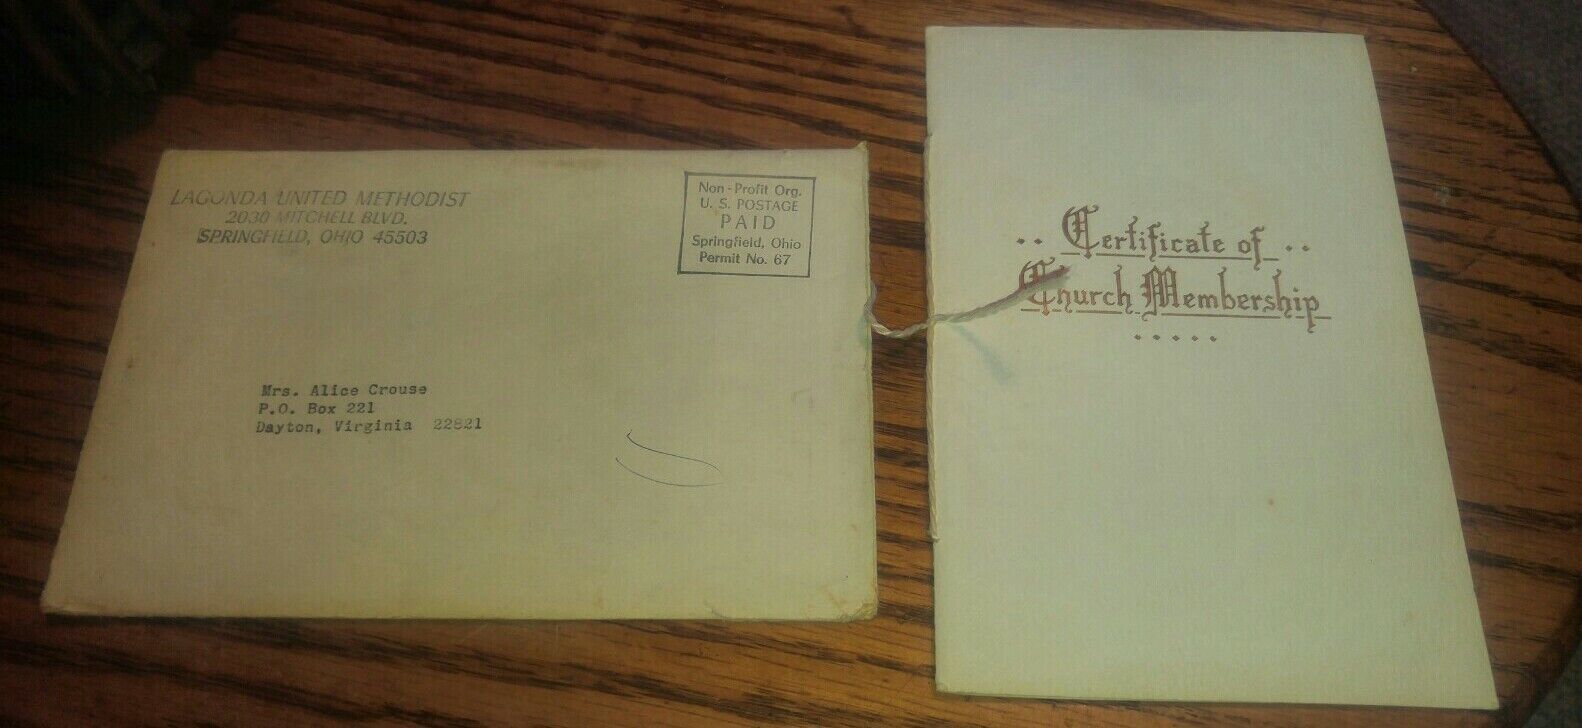 LAGONDA UNITED METHODIST
2030 MITCHELL BLVD.
SPRINGFIELD, OHIO 45503
Non-Profit Org.
U. S. POSTAGE
PAID
Springfield, Ohio
Permit No. 67
Mrs. Alice Crouse
P.O. Box 221
Dayton, Virginia 22821
.. Certificate of ..
Church Membership
.....